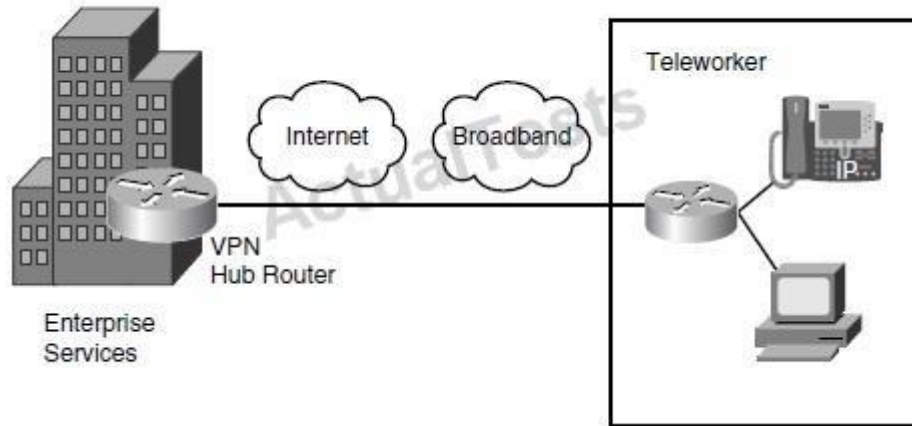 Teleworker
Internet
Broadband
ActualTests
IP
VPN
Hub Router
Enterprise
Services